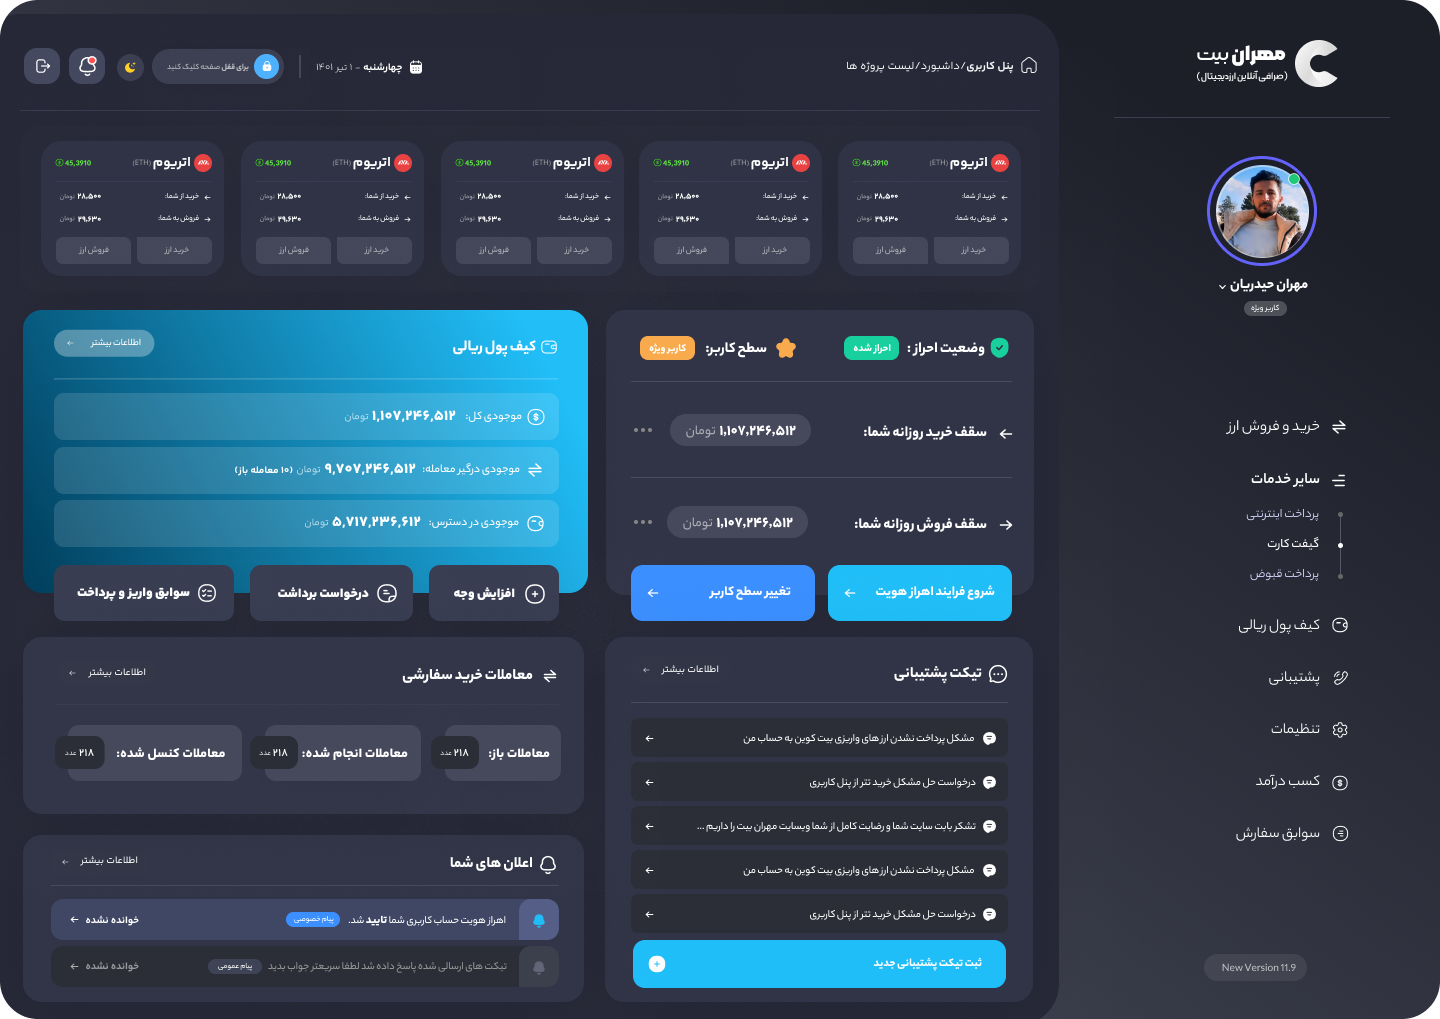 مهران بیت
(صرافی آنلاین ارزدیجیتال)
مهران حیدریان
کاربر ویژه
خرید و فروش ارز
سایر خدمات
پرداخت اینترنتی
گیفت کارت
پرداخت قبوض
کیف پول ریالی
پشتیبانی
تنظیمات
کسب درآمد
سوابق سفارش
New Version 11.9
پنل کاربری/داشبورد/لیست پروژه ها
چهارشنبه - ۱ تیر ۱۴۰۱
برای قفل صفحه کلیک کنید
اتریوم (ETH) 45,3910
خرید از شما: ۲۸,۵۰۰ تومان
فروش به شما: ۲۹,۶۳۰ تومان
خرید ارز
فروش ارز
اتریوم (ETH) 45,3910
خرید از شما: ۲۸,۵۰۰ تومان
فروش به شما: ۲۹,۶۳۰ تومان
خرید ارز
فروش ارز
اتریوم (ETH) 45,3910
خرید از شما: ۲۸,۵۰۰ تومان
فروش به شما: ۲۹,۶۳۰ تومان
خرید ارز
فروش ارز
اتریوم (ETH) 45,3910
خرید از شما: ۲۸,۵۰۰ تومان
فروش به شما: ۲۹,۶۳۰ تومان
خرید ارز
فروش ارز
اتریوم (ETH) 45,3910
خرید از شما: ۲۸,۵۰۰ تومان
فروش به شما: ۲۹,۶۳۰ تومان
خرید ارز
فروش ارز
وضعیت احراز : احراز شده
سطح کاربر: کاربر ویژه
سقف خرید روزانه شما: ۱,۱۰۷,۲۴۶,۵۱۲ تومان
سقف فروش روزانه شما: ۱,۱۰۷,۲۴۶,۵۱۲ تومان
شروع فرایند اهراز هویت
تغییر سطح کاربر
کیف پول ریالی
اطلاعات بیشتر
موجودی کل: ۱,۱۰۷,۲۴۶,۵۱۲ تومان
موجودی درگیر معامله: ۹,۷۰۷,۲۴۶,۵۱۲ تومان (۱۰ معامله باز)
موجودی در دسترس: ۵,۷۱۷,۲۳۶,۶۱۲ تومان
افزایش وجه
درخواست برداشت
سوابق واریز و پرداخت
تیکت پشتیبانی
اطلاعات بیشتر
مشکل پرداخت نشدن ارز های واریزی بیت کوین به حساب من
درخواست حل مشکل خرید تتر از پنل کاربری
تشکر بابت سایت شما و رضایت کامل از شما وبسایت مهران بیت را داریم ...
مشکل پرداخت نشدن ارز های واریزی بیت کوین به حساب من
درخواست حل مشکل خرید تتر از پنل کاربری
ثبت تیکت پشتیبانی جدید
معاملات خرید سفارشی
اطلاعات بیشتر
معاملات باز: ۲۱۸ عدد
معاملات انجام شده: ۲۱۸ عدد
معاملات کنسل شده: ۲۱۸ عدد
اعلان های شما
اطلاعات بیشتر
اهراز هویت حساب کاربری شما تایید شد. پیام خصوصی
خوانده نشده
تیکت های ارسالی شده پاسخ داده شد لطفا سریعتر جواب بدید پیام عمومی
خوانده نشده